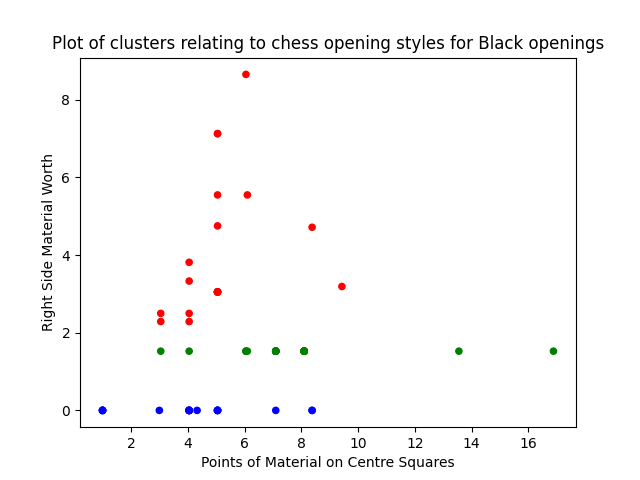 Plot of clusters relating to chess opening styles for Black openings
8
6
4
2
0
Right Side Material Worth
2 4 6 8 10 12 14 16
Points of Material on Centre Squares